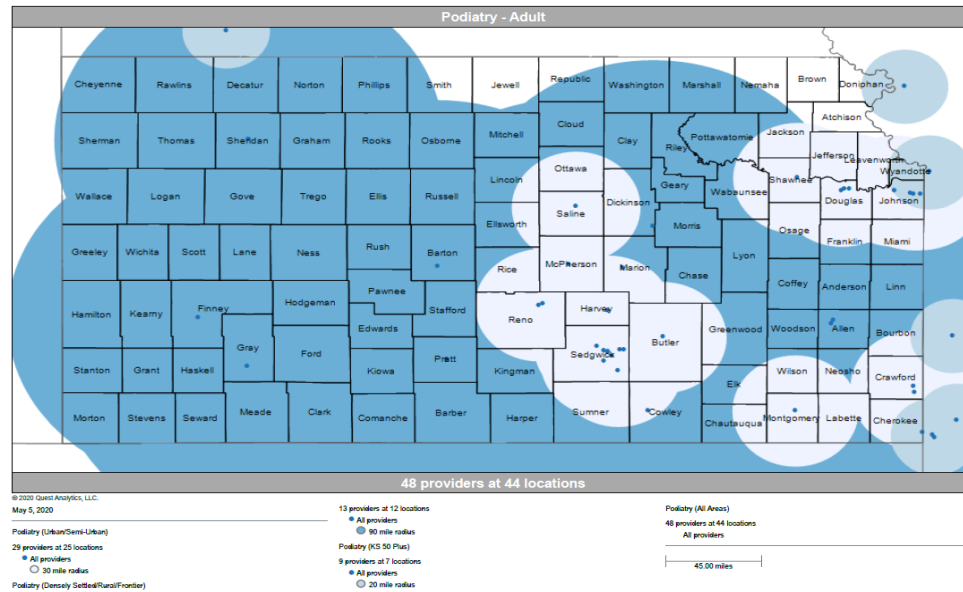 Podiatry - Adult
Cheyenne Rawlins Decatur Norton Phillips Smith Jewell Republic Washington Marshall Nemaha Brown Doniphan
Atchison
Sherman Thomas Sheridan Graham Rooks Osborne Mitchell Cloud Clay Riley Pottawatomie Jackson Jefferson Leavenworth
Wyandotte
Wallace Logan Gove Trego Ellis Russell Lincoln Ottawa Dickinson Geary Wabaunsee Shawnee Douglas Johnson
Saline
Ellsworth Morris Osage
Greeley Wichita Scott Lane Ness Rush Barton Rice McPherson Marion Chase Lyon Franklin Miami
Pawnee
Hamilton Kearny Finney Hodgeman Stafford Reno Harvey Coffey Anderson Linn
Edwards
Gray Ford Sedgwick Butler Greenwood Woodson Allen Bourbon
Stanton Grant Haskell Kiowa Pratt Kingman Elk Wilson Neosho Crawford
Morton Stevens Seward Meade Clark Comanche Barber Harper Sumner Cowley Chautauqua Montgomery Labette Cherokee
48 providers at 44 locations
© 2020 Quest Analytics, LLC.
May 5, 2020
Podiatry (Urban/Semi-Urban)
29 providers at 25 locations
All providers
30 mile radius
Podiatry (Densely Settled/Rural/Frontier)
13 providers at 12 locations
All providers
90 mile radius
Podiatry (KS 50 Plus)
9 providers at 7 locations
All providers
20 mile radius
Podiatry (All Areas)
48 providers at 44 locations
All providers
45.00 miles